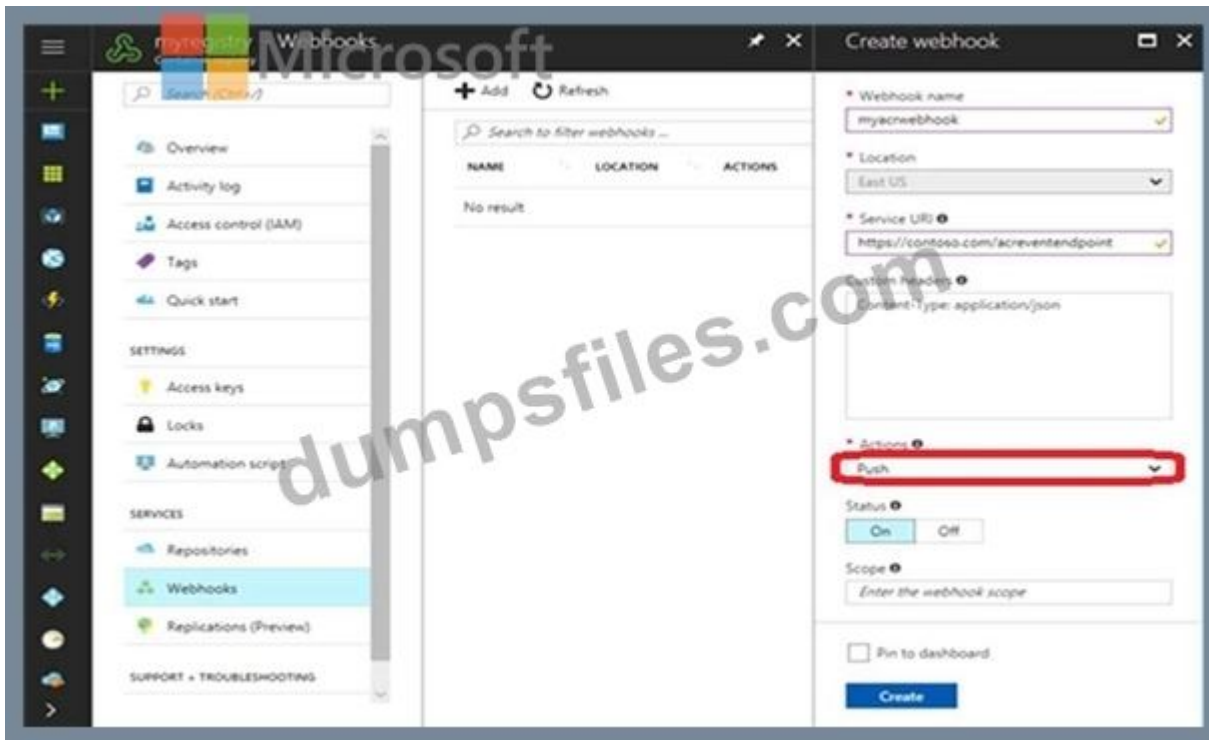 myregistry - Webhooks
Microsoft
Search (Ctrl+/)
Overview
Activity log
Access control (IAM)
Tags
Quick start
SETTINGS
Access keys
Locks
Automation script
SERVICES
Repositories
Webhooks
Replications (Preview)
SUPPORT + TROUBLESHOOTING
Add Refresh
Search to filter webhooks ...
NAME LOCATION ACTIONS
No result
Create webhook
* Webhook name
myacrwebhook
* Location
East US
* Service URI
https://contoso.com/acreventendpoint
Custom headers
Content-Type: application/json
* Actions
Push
Status
On Off
Scope
Enter the webhook scope
Pin to dashboard
Create
dumpsfiles.com